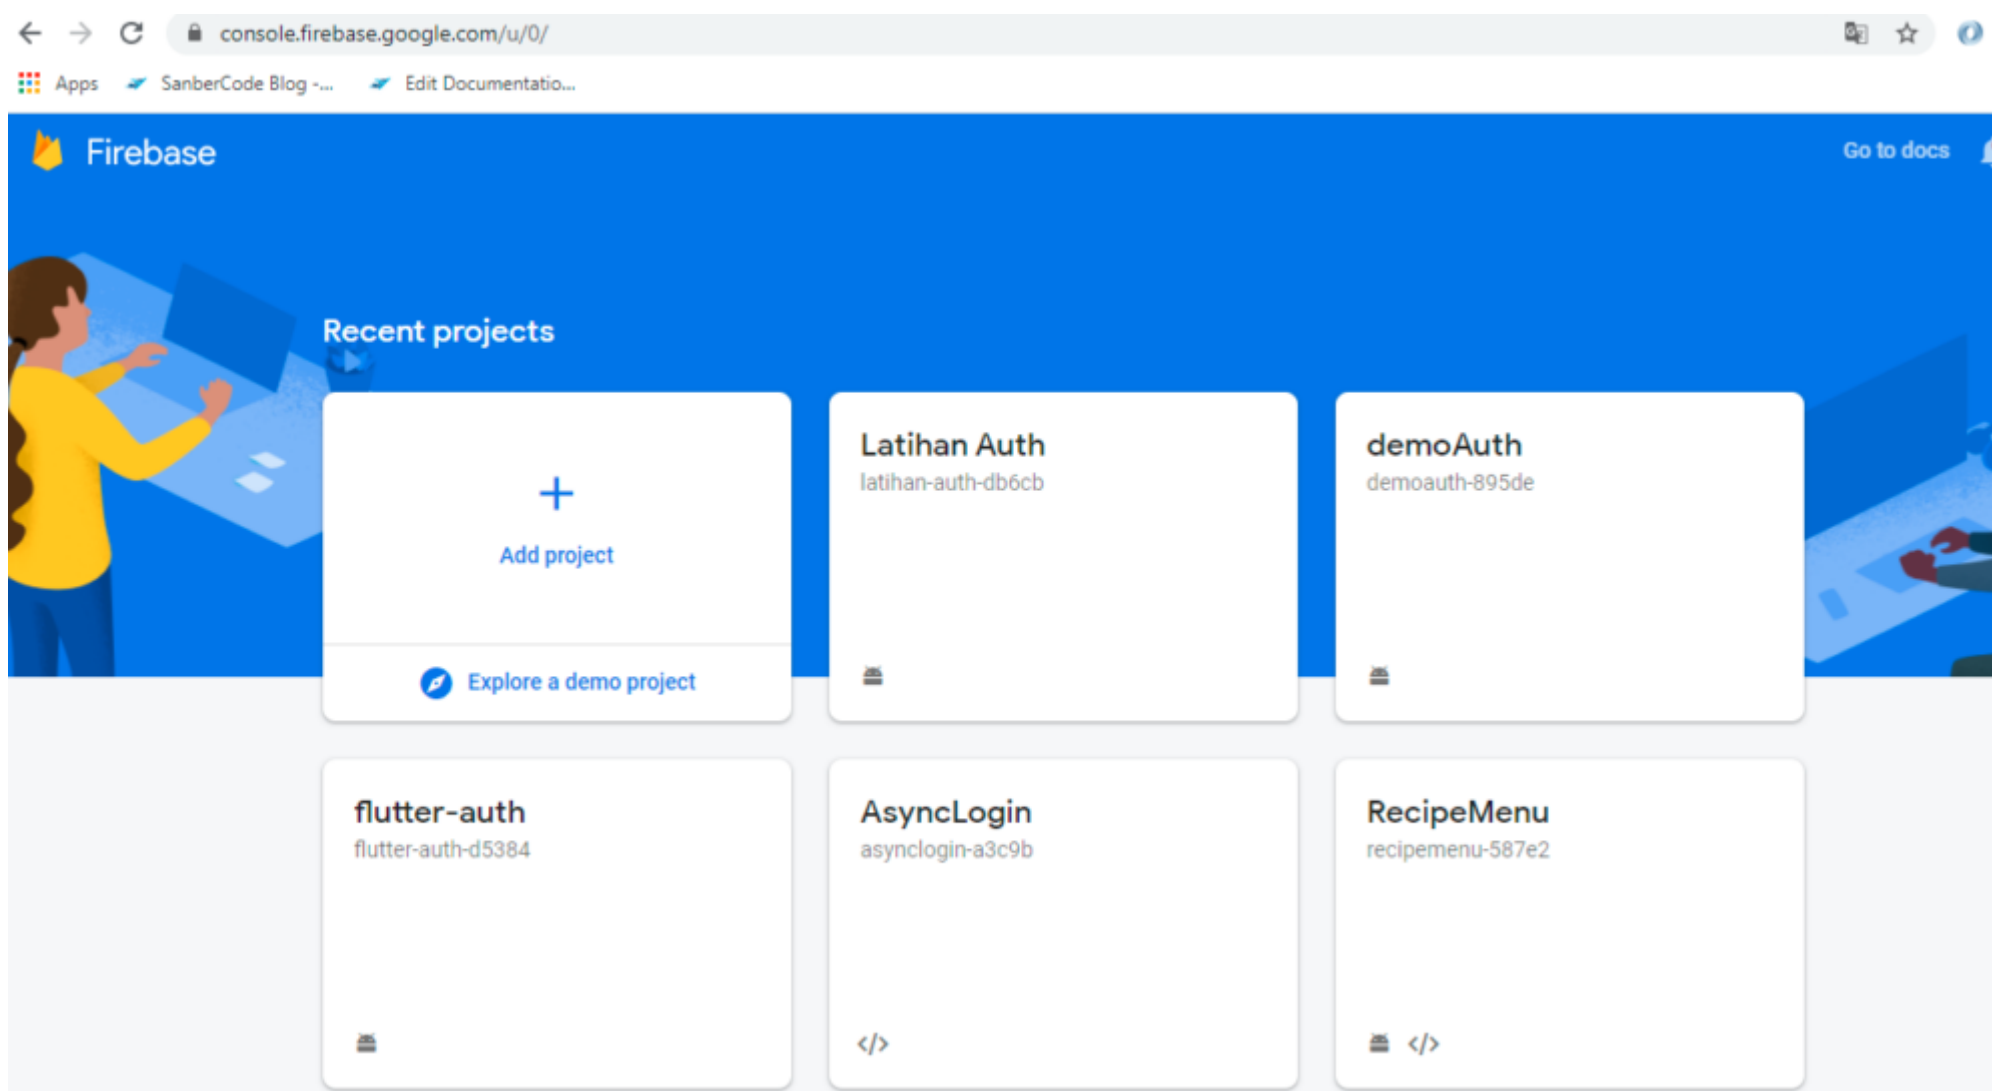 console.firebase.google.com/u/0/
Apps SanberCode Blog -... Edit Documentatio...
Firebase Go to docs
Recent projects
Add project
Explore a demo project
Latihan Auth
latihan-auth-db6cb
demoAuth
demoauth-895de
flutter-auth
flutter-auth-d5384
AsyncLogin
asynclogin-a3c9b
</>
RecipeMenu
recipemenu-587e2
</>